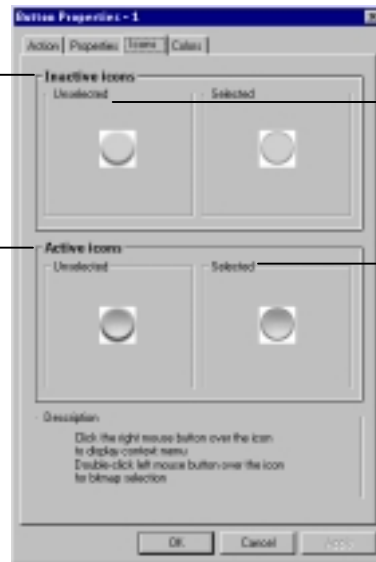 Button Properties - 1
Action Properties Icons Colors
Inactive icons
Unselected Selected
Active icons
Unselected Selected
Description
Click the right mouse button over the icon
to display context menu
Double-click left mouse button over the icon
for bitmap selection
OK Cancel Apply